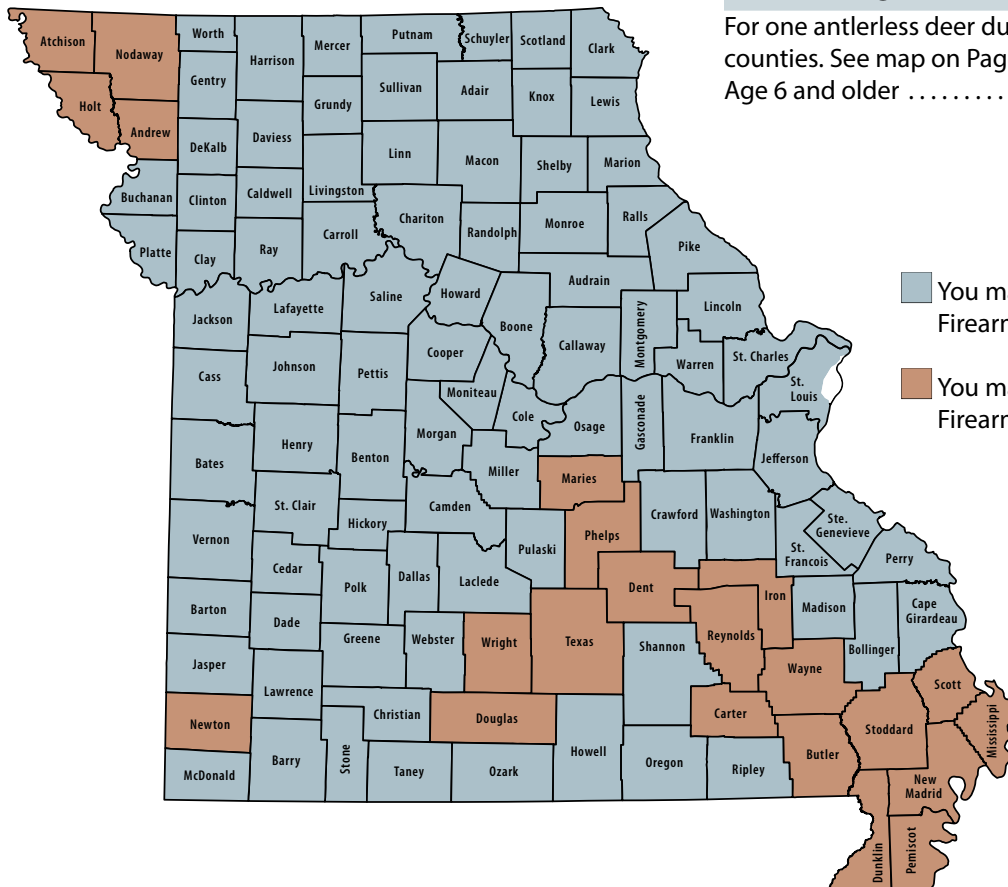 For one antlerless deer du
counties. See map on Pag
Age 6 and older . . . . . . . . .
You m
Firearm
You m
Firearm
Atchison
Nodaway
Worth
Harrison
Mercer
Putnam
Schuyler
Scotland
Clark
Gentry
Holt
Andrew
Grundy
Sullivan
Adair
Knox
Lewis
DeKalb
Daviess
Linn
Macon
Shelby
Marion
Buchanan
Clinton
Caldwell
Livingston
Chariton
Randolph
Monroe
Ralls
Platte
Clay
Ray
Carroll
Pike
Audrain
Jackson
Lafayette
Saline
Howard
Boone
Callaway
Montgomery
Lincoln
Warren
St. Charles
St.
Louis
Cass
Johnson
Pettis
Cooper
Moniteau
Cole
Osage
Gasconade
Franklin
Jefferson
Bates
Henry
Benton
Morgan
Miller
Maries
St. Clair
Hickory
Camden
Pulaski
Phelps
Crawford
Washington
St.
Francois
Ste.
Genevieve
Perry
Vernon
Cedar
Polk
Dallas
Laclede
Dent
Iron
Madison
Bollinger
Cape
Girardeau
Barton
Dade
Greene
Webster
Wright
Texas
Shannon
Reynolds
Wayne
Jasper
Lawrence
Christian
Douglas
Howell
Carter
Butler
Stoddard
Scott
Mississippi
Newton
McDonald
Barry
Stone
Taney
Ozark
Oregon
Ripley
New
Madrid
Dunklin
Pemiscot